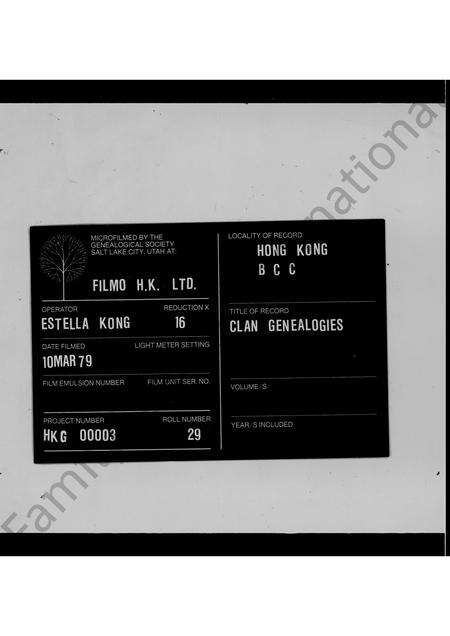 MICROFILMED BY THE
GENEALOGICAL SOCIETY
SALT LAKE CITY, UTAH AT:
FILMO H.K. LTD.
OPERATOR REDUCTION X
ESTELLA KONG 16
DATE FILMED LIGHT METER SETTING
10MAR79
FILM EMULSION NUMBER FILM UNIT SER. NO.
PROJECT NUMBER ROLL NUMBER
HKG 00003 29
LOCALITY OF RECORD
HONG KONG
B C C
TITLE OF RECORD
CLAN GENEALOGIES
VOLUME/S
YEAR/S INCLUDED